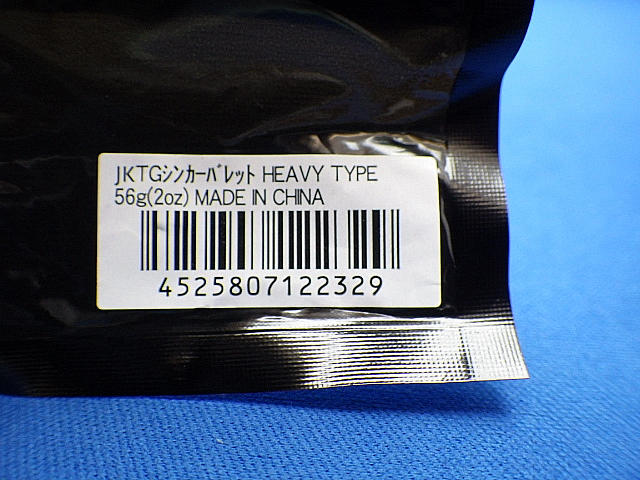 JKTGｼﾝｶｰﾊﾞﾚｯﾄ HEAVY TYPE
56g(2oz) MADE IN CHINA
4525807122329